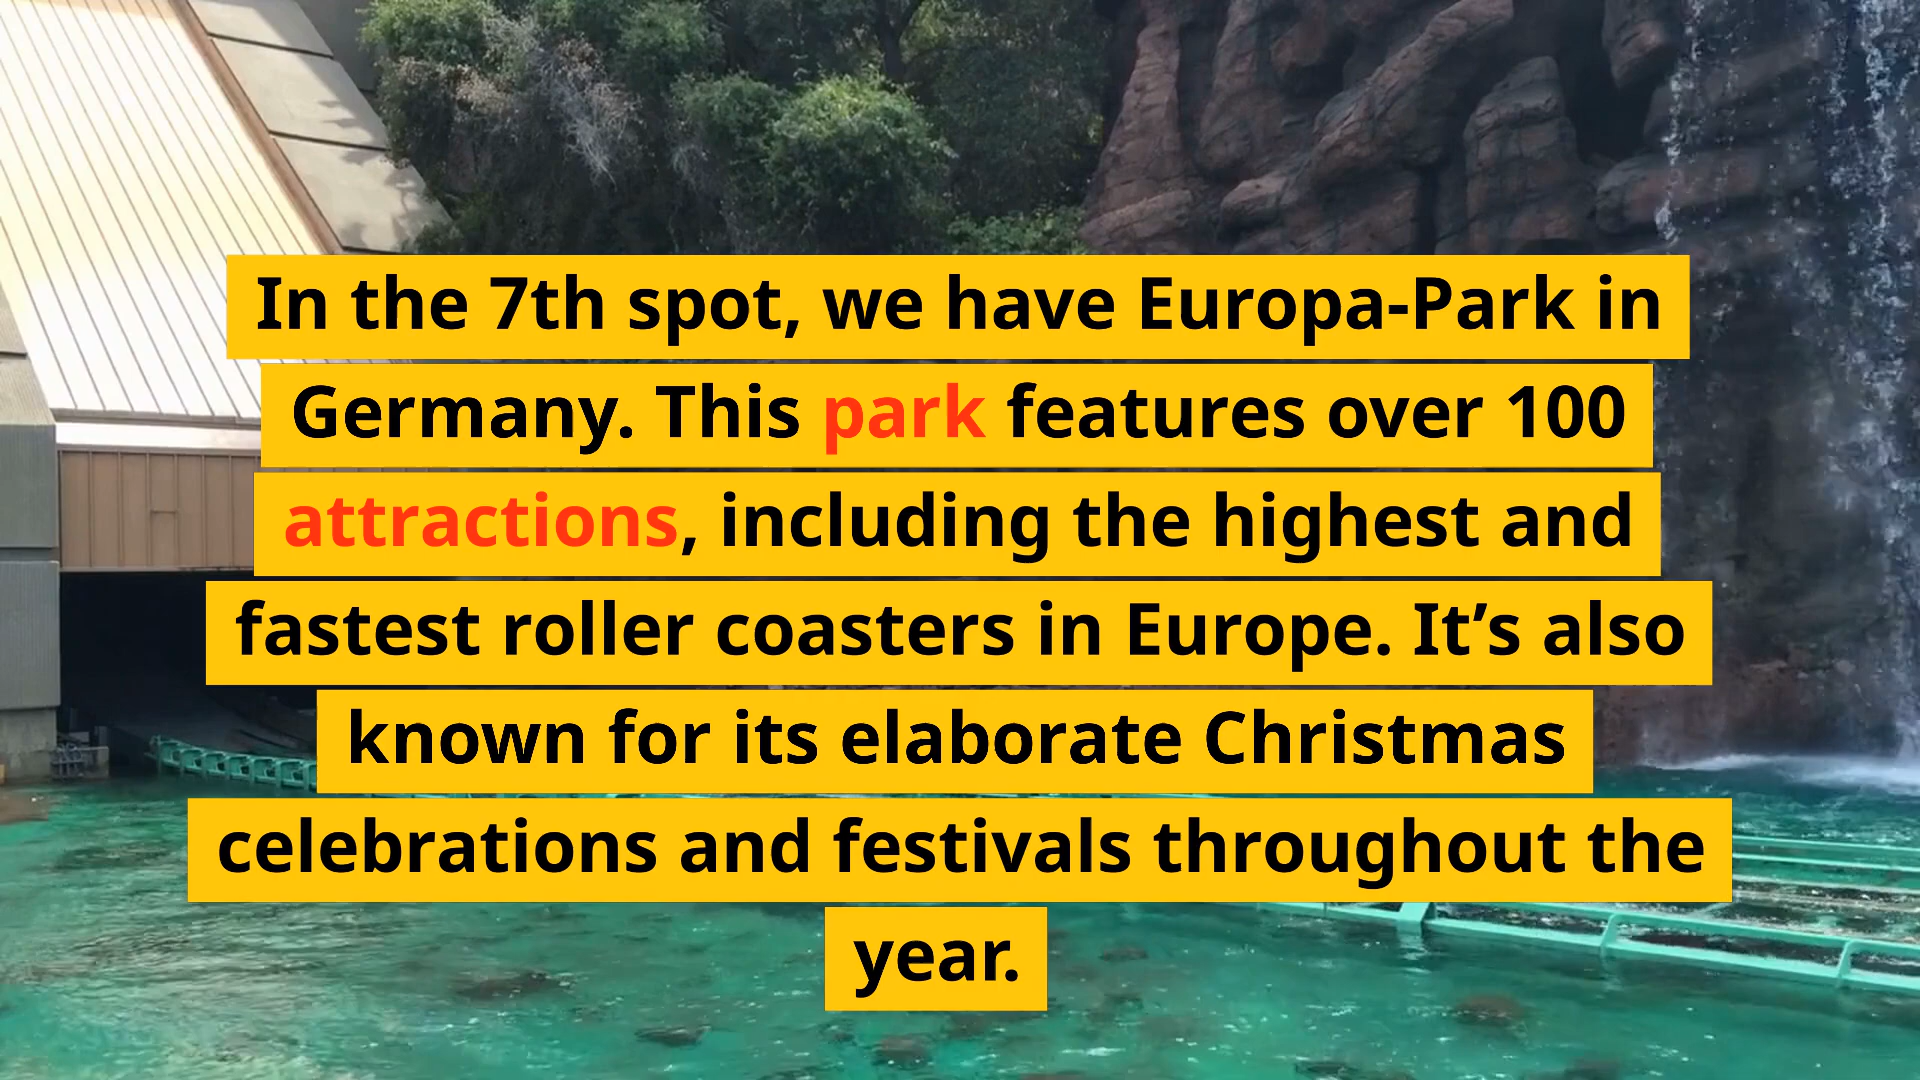 In the 7th spot, we have Europa-Park in
Germany. This park features over 100
attractions, including the highest and
fastest roller coasters in Europe. It’s also
known for its elaborate Christmas
celebrations and festivals throughout the
year.